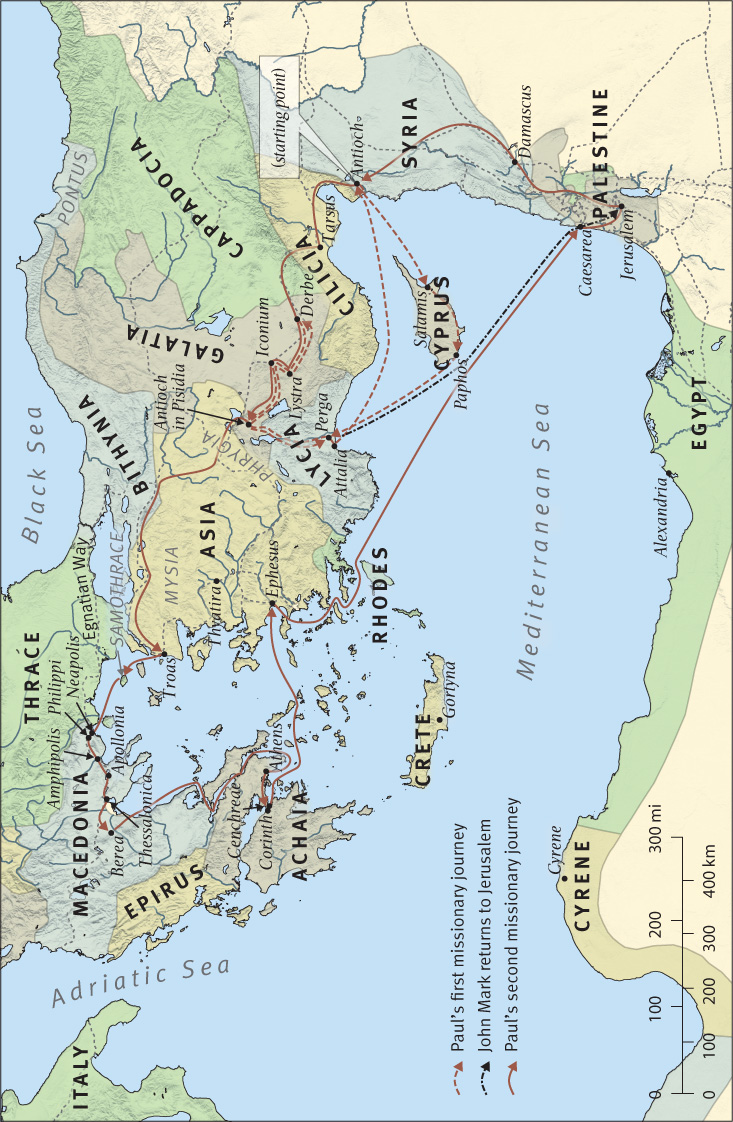 ITALY
Adriatic Sea
MACEDONIA
EPIRUS
THRACE
Black Sea
Amphipolis
Philippi
Neapolis
Apollonia
Berea
Thessalonica
Egnatian Way
SAMOTHRACE
Troas
MYSIA
ASIA
Thyatira
Ephesus
ACHAIA
Cenchreae
Corinth
Athens
BITHYNIA
PONTUS
GALATIA
CAPPADOCIA
PHRYGIA
Antioch
in Pisidia
Iconium
Lystra
Derbe
LYCIA
Perga
Attalia
CILICIA
Tarsus
(starting point)
Antioch
SYRIA
Damascus
PALESTINE
Caesarea
Jerusalem
CYPRUS
Salamis
Paphos
RHODES
CRETE
Gortyna
Mediterranean Sea
EGYPT
Alexandria
CYRENE
Cyrene
Paul's first missionary journey
John Mark returns to Jerusalem
Paul's second missionary journey
0 100 200 300 mi
0 100 200 300 400 km